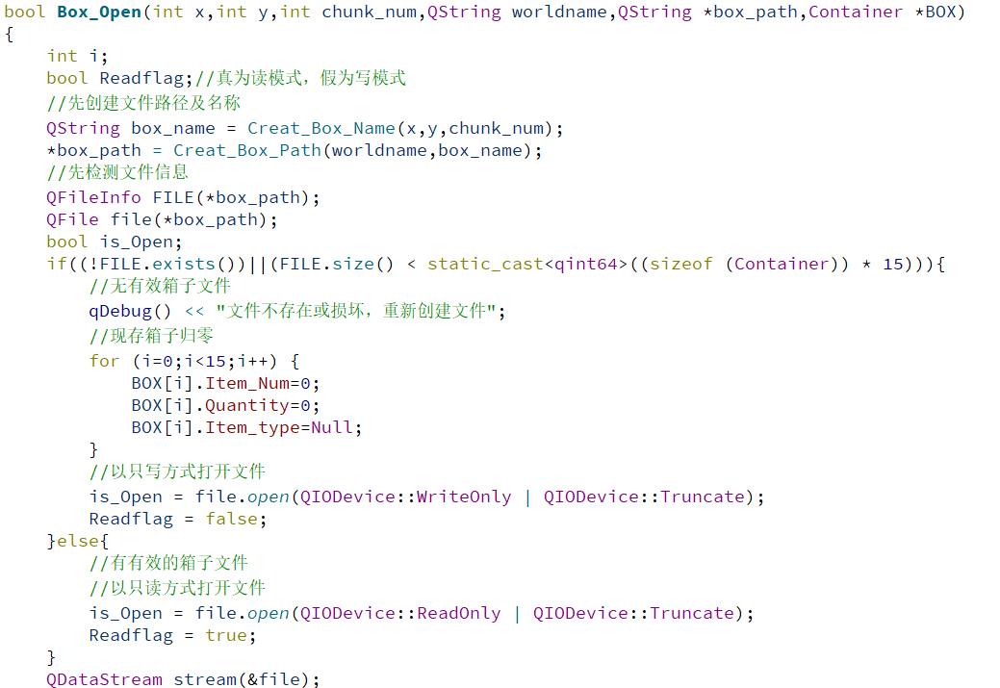 bool Box_Open(int x,int y,int chunk_num,QString worldname,QString *box_path,Container *BOX)
{
    int i;
    bool Readflag;//真为读模式，假为写模式
    //先创建文件路径及名称
    QString box_name = Creat_Box_Name(x,y,chunk_num);
    *box_path = Creat_Box_Path(worldname,box_name);
    //先检测文件信息
    QFileInfo FILE(*box_path);
    QFile file(*box_path);
    bool is_Open;
    if((!FILE.exists())||(FILE.size() < static_cast<qint64>((sizeof (Container)) * 15))){
        //无有效箱子文件
        qDebug() << "文件不存在或损坏，重新创建文件";
        //现存箱子归零
        for (i=0;i<15;i++) {
            BOX[i].Item_Num=0;
            BOX[i].Quantity=0;
            BOX[i].Item_type=Null;
        }
        //以只写方式打开文件
        is_Open = file.open(QIODevice::WriteOnly | QIODevice::Truncate);
        Readflag = false;
    }else{
        //有有效的箱子文件
        //以只读方式打开文件
        is_Open = file.open(QIODevice::ReadOnly | QIODevice::Truncate);
        Readflag = true;
    }
    QDataStream stream(&file);